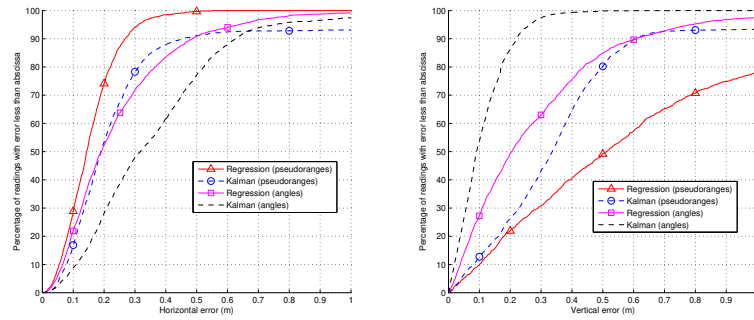 100
90
80
70
60
50
40
30
20
10
0
Percentage of readings with error less than abscissa
0 0.1 0.2 0.3 0.4 0.5 0.6 0.7 0.8 0.9 1
Horizontal error (m)
Regression (pseudoranges)
Kalman (pseudoranges)
Regression (angles)
Kalman (angles)
100
90
80
70
60
50
40
30
20
10
0
Percentage of readings with error less than abscissa
0 0.1 0.2 0.3 0.4 0.5 0.6 0.7 0.8 0.9
Vertical error (m)
Regression (pseudoranges)
Kalman (pseudoranges)
Regression (angles)
Kalman (angles)